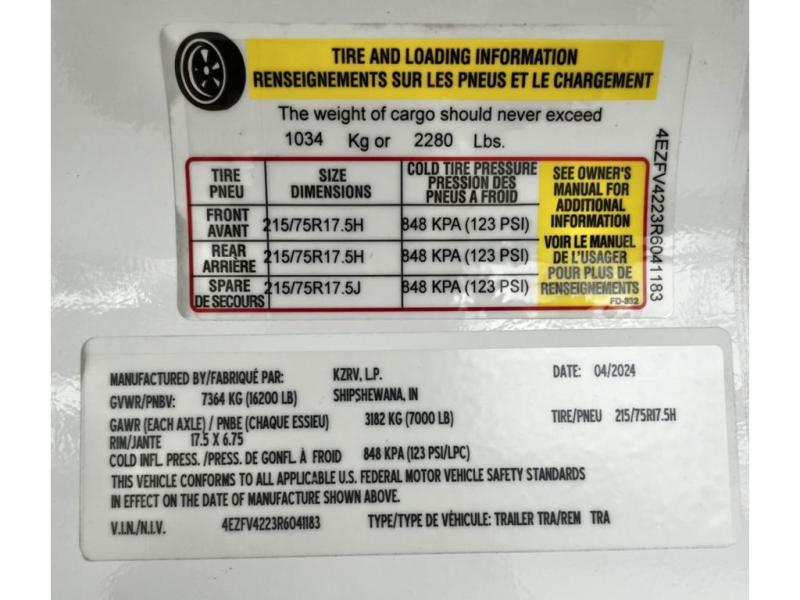 TIRE AND LOADING INFORMATION
RENSEIGNEMENTS SUR LES PNEUS ET LE CHARGEMENT
The weight of cargo should never exceed
1034 Kg or 2280 Lbs.
TIRE PNEU SIZE DIMENSIONS COLD TIRE PRESSURE PRESSION DES PNEUS A FROID
FRONT AVANT 215/75R17.5H 848 KPA (123 PSI)
REAR ARRIÈRE 215/75R17.5H 848 KPA (123 PSI)
SPARE DE SECOURS 215/75R17.5J 848 KPA (123 PSI)
SEE OWNER'S
MANUAL FOR
ADDITIONAL
INFORMATION
VOIR LE MANUEL
DE L'USAGER
POUR PLUS DE
RENSEIGNEMENTS
FD-832
4EZFV4223R6041183
MANUFACTURED BY/FABRIQUÉ PAR: KZRV, L.P. DATE: 04/2024
GVWR/PNBV: 7364 KG (16200 LB) SHIPSHEWANA, IN
GAWR (EACH AXLE) / PNBE (CHAQUE ESSIEU) 3182 KG (7000 LB) TIRE/PNEU 215/75R17.5H
RIM/JANTE 17.5 X 6.75
COLD INFL. PRESS. /PRESS. DE GONFL. À FROID 848 KPA (123 PSI/LPC)
THIS VEHICLE CONFORMS TO ALL APPLICABLE U.S. FEDERAL MOTOR VEHICLE SAFETY STANDARDS
IN EFFECT ON THE DATE OF MANUFACTURE SHOWN ABOVE.
V.I.N./N.I.V. 4EZFV4223R6041183 TYPE/TYPE DE VÉHICULE: TRAILER TRA/REM TRA